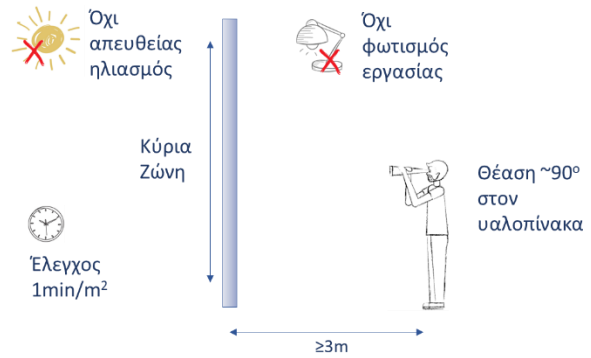 Όχι
απευθείας
ηλιασμός
Όχι
φωτισμός
εργασίας
Κύρια
Ζώνη
Θέαση ~90ο
στον
υαλοπίνακα
Έλεγχος
1min/m²
≥3m